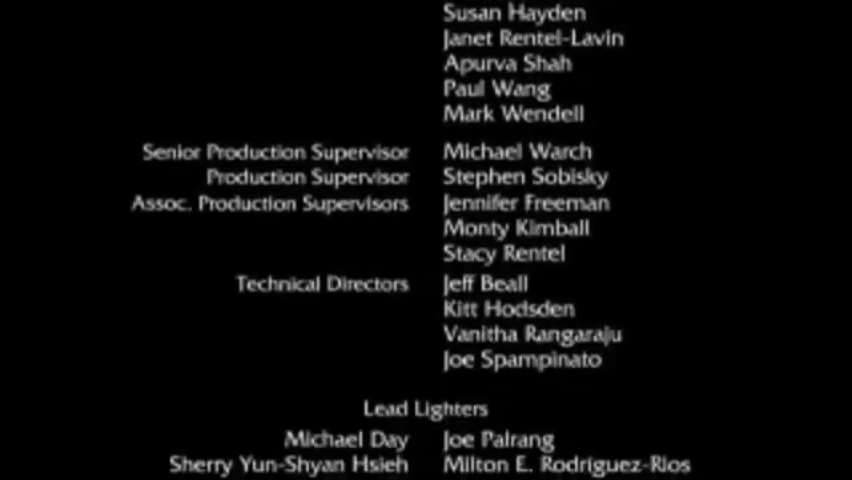 Susan Hayden
Janet Rentel-Lavin
Apurva Shah
Paul Wang
Mark Wendell
Senior Production Supervisor Michael Warch
Production Supervisor Stephen Sobisky
Assoc. Production Supervisors Jennifer Freeman
Monty Kimball
Stacy Rentel
Technical Directors Jeff Beall
Kitt Hodsden
Vanitha Rangaraju
Joe Spampinato
Lead Lighters
Michael Day Joe Palrang
Sherry Yun-Shyan Hsieh Milton E. Rodriguez-Rios